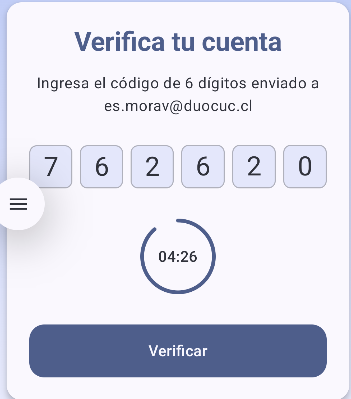 Verifica tu cuenta
Ingresa el código de 6 dígitos enviado a
es.morav@duocuc.cl
7 6 2 6 2 0
04:26
Verificar